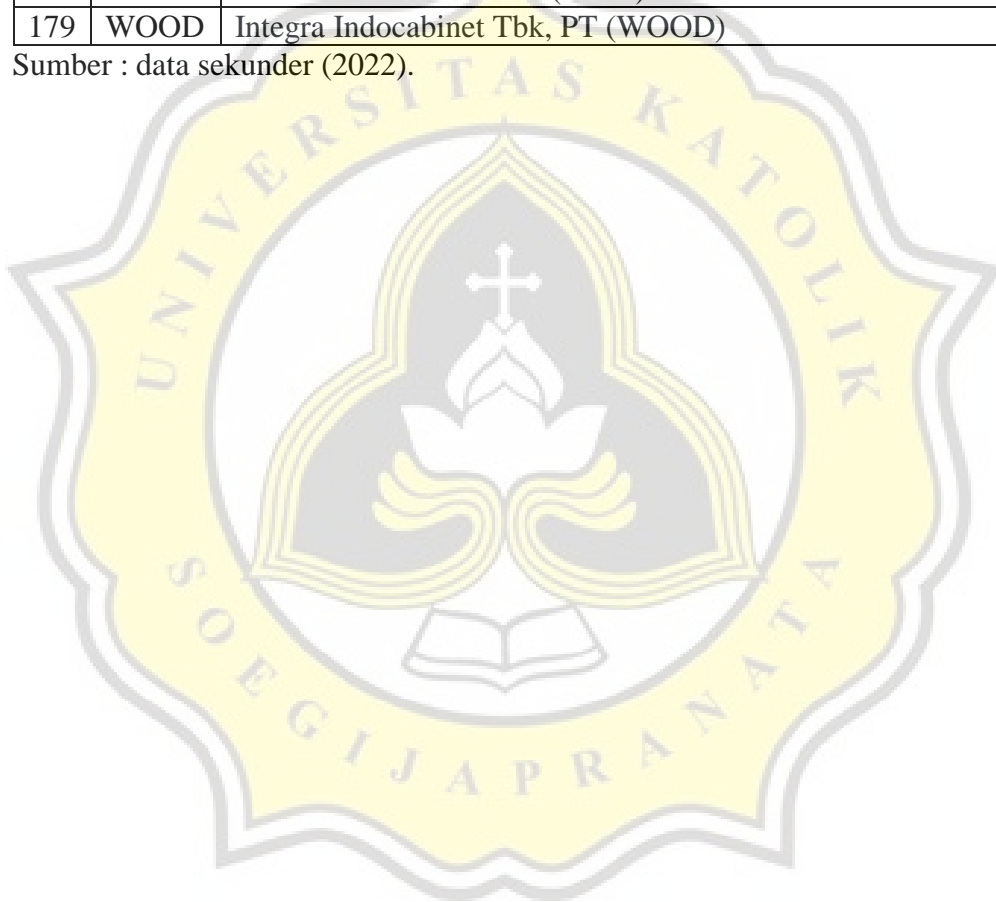 179 WOOD Integra Indocabinet Tbk, PT (WOOD)
Sumber : data sekunder (2022).
UNIVERSITAS KATOLIK
SOEGIJAPRANATA